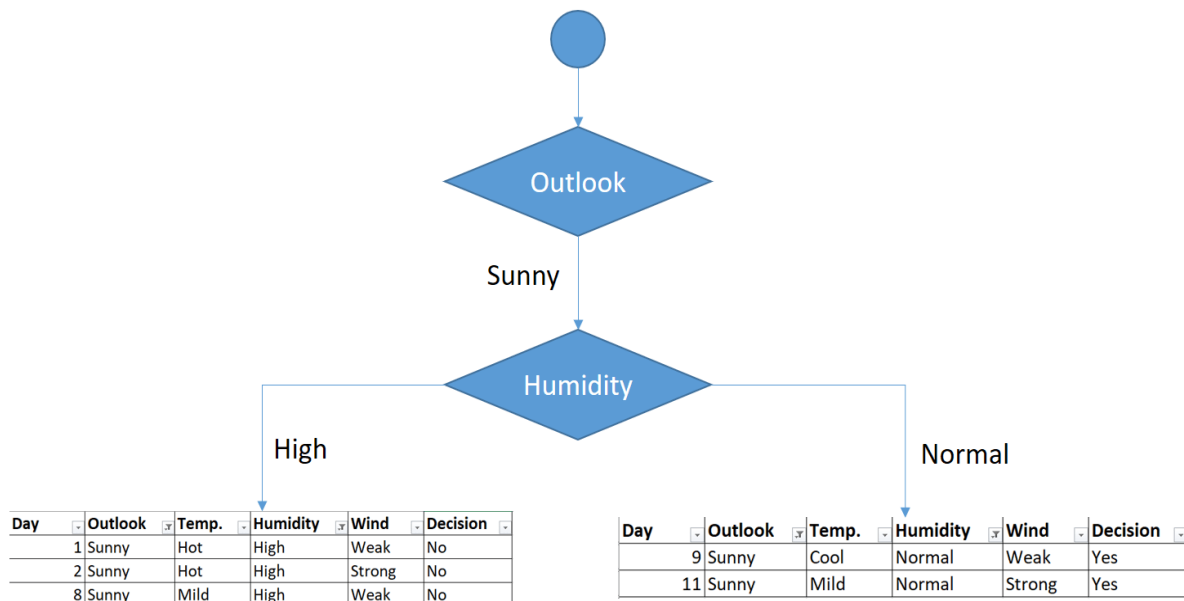 Outlook
Sunny
Humidity
High
Normal
Day Outlook Temp. Humidity Wind Decision
1 Sunny Hot High Weak No
2 Sunny Hot High Strong No
8 Sunny Mild High Weak No
Day Outlook Temp. Humidity Wind Decision
9 Sunny Cool Normal Weak Yes
11 Sunny Mild Normal Strong Yes